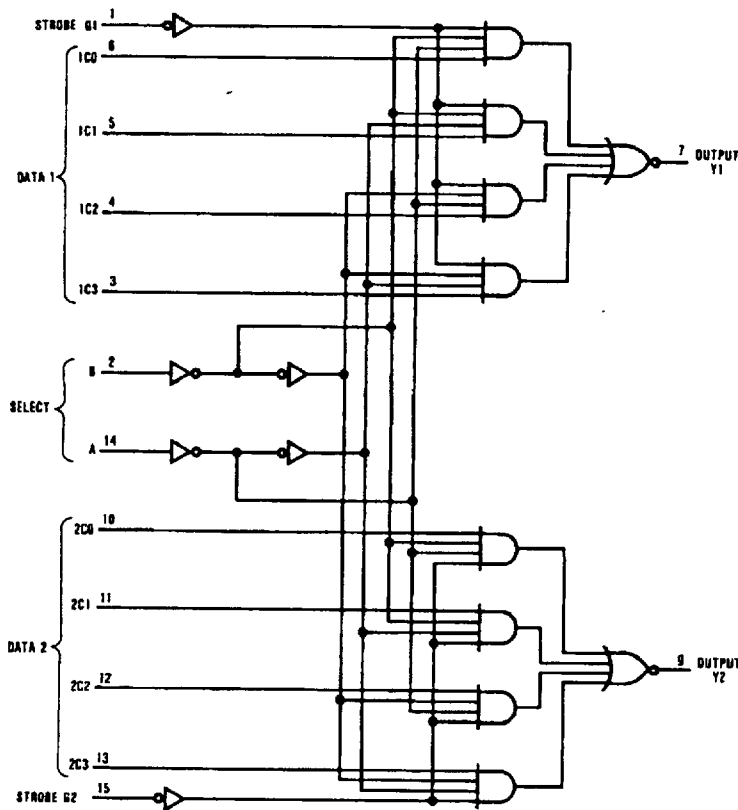 STROBE G1 1
1C0 6
1C1 5
DATA 1
1C2 4
1C3 3
7 OUTPUT
Y1
B 2
SELECT
A 14
2C0 10
2C1 11
DATA 2
2C2 12
2C3 13
STROBE G2 15
9 OUTPUT
Y2